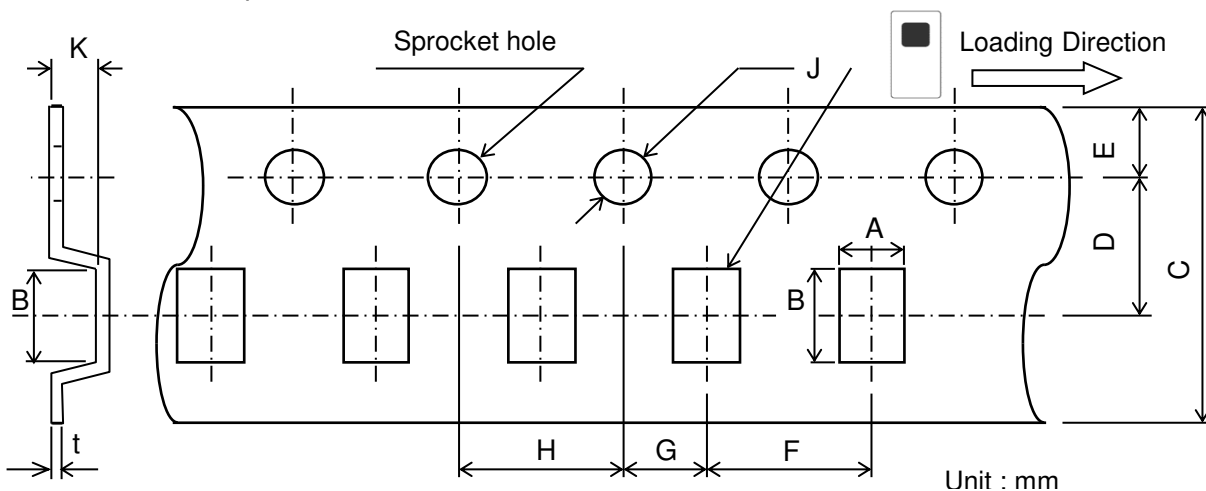 K
Sprocket hole
J
Loading Direction
E
A
D
C
B
B
t
H
G
F
Unit : mm